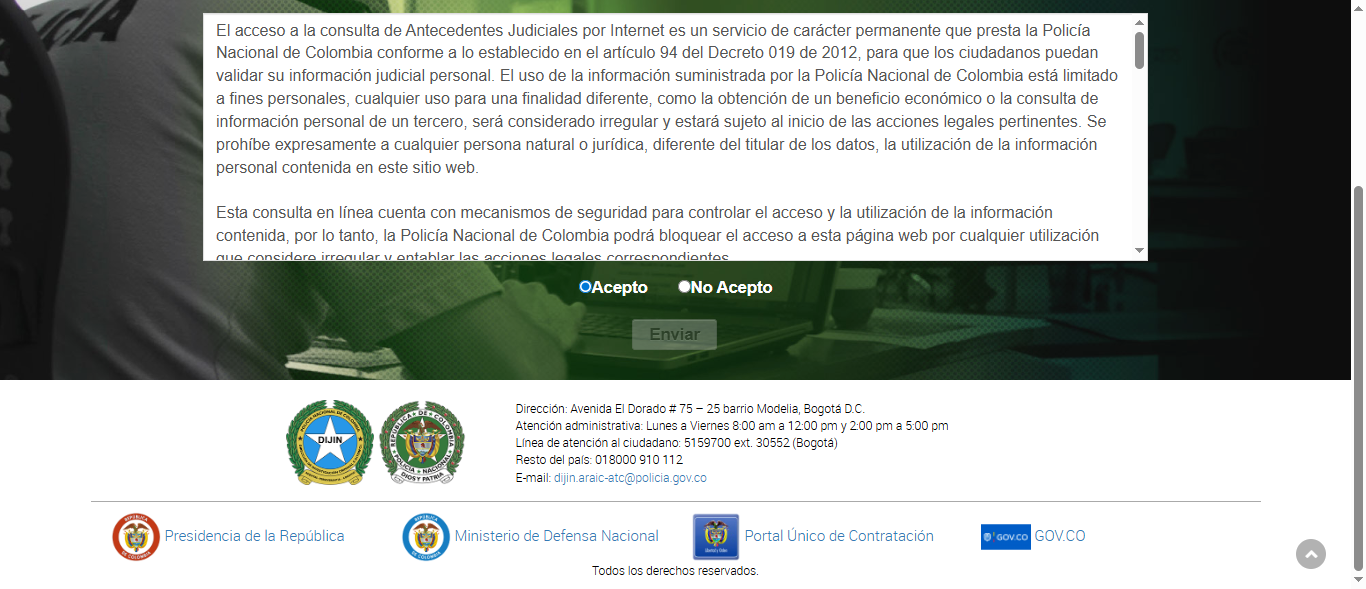 El acceso a la consulta de Antecedentes Judiciales por Internet es un servicio de carácter permanente que presta la Policía
Nacional de Colombia conforme a lo establecido en el artículo 94 del Decreto 019 de 2012, para que los ciudadanos puedan
validar su información judicial personal. El uso de la información suministrada por la Policía Nacional de Colombia está limitado
a fines personales, cualquier uso para una finalidad diferente, como la obtención de un beneficio económico o la consulta de
información personal de un tercero, será considerado irregular y estará sujeto al inicio de las acciones legales pertinentes. Se
prohíbe expresamente a cualquier persona natural o jurídica, diferente del titular de los datos, la utilización de la información
personal contenida en este sitio web.
Esta consulta en línea cuenta con mecanismos de seguridad para controlar el acceso y la utilización de la información
contenida, por lo tanto, la Policía Nacional de Colombia podrá bloquear el acceso a esta página web por cualquier utilización
que considere irregular y entablar las acciones legales correspondientes.
Acepto No Acepto
Enviar
DIJIN
REPÚBLICA DE COLOMBIA
POLICÍA NACIONAL
DIOS Y PATRIA
Dirección: Avenida El Dorado # 75 – 25 barrio Modelia, Bogotá D.C.
Atención administrativa: Lunes a Viernes 8:00 am a 12:00 pm y 2:00 pm a 5:00 pm
Línea de atención al ciudadano: 5159700 ext. 30552 (Bogotá)
Resto del país: 018000 910 112
E-mail: dijin.araic-atc@policia.gov.co
Presidencia de la República
Ministerio de Defensa Nacional
Portal Único de Contratación
GOV.CO GOV.CO
Todos los derechos reservados.